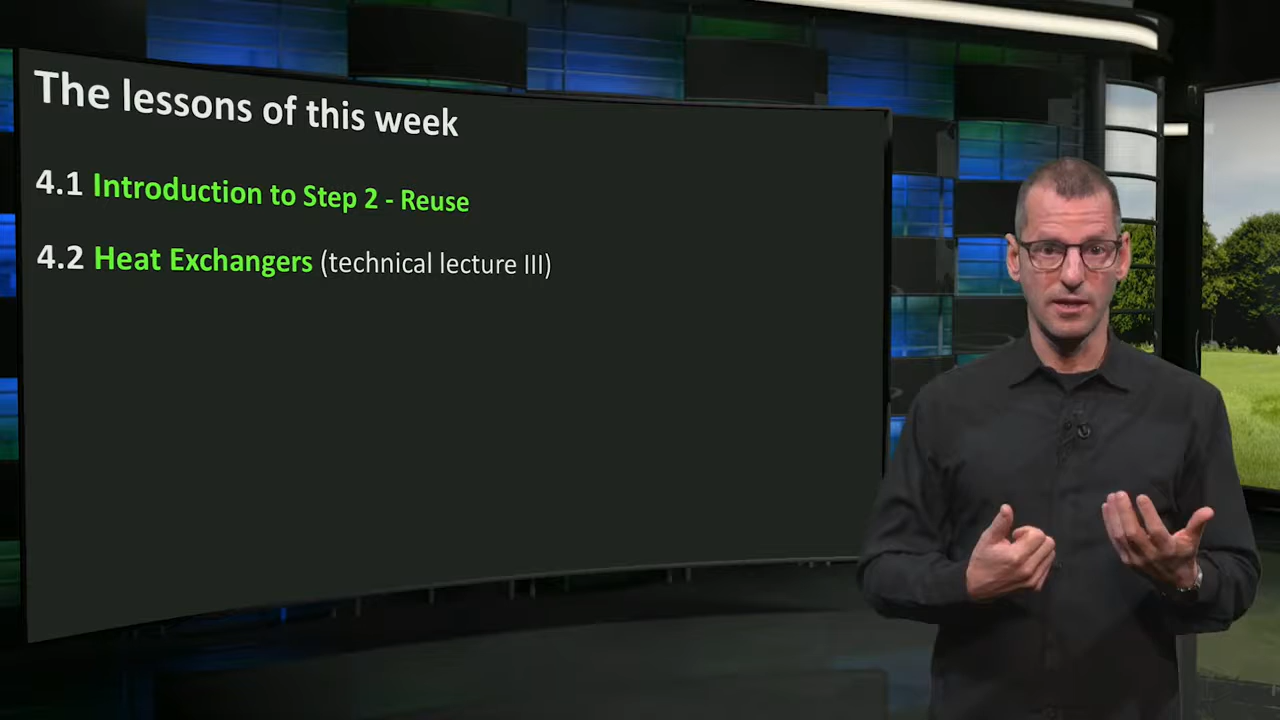 The lessons of this week
4.1 Introduction to Step 2 - Reuse
4.2 Heat Exchangers (technical lecture III)